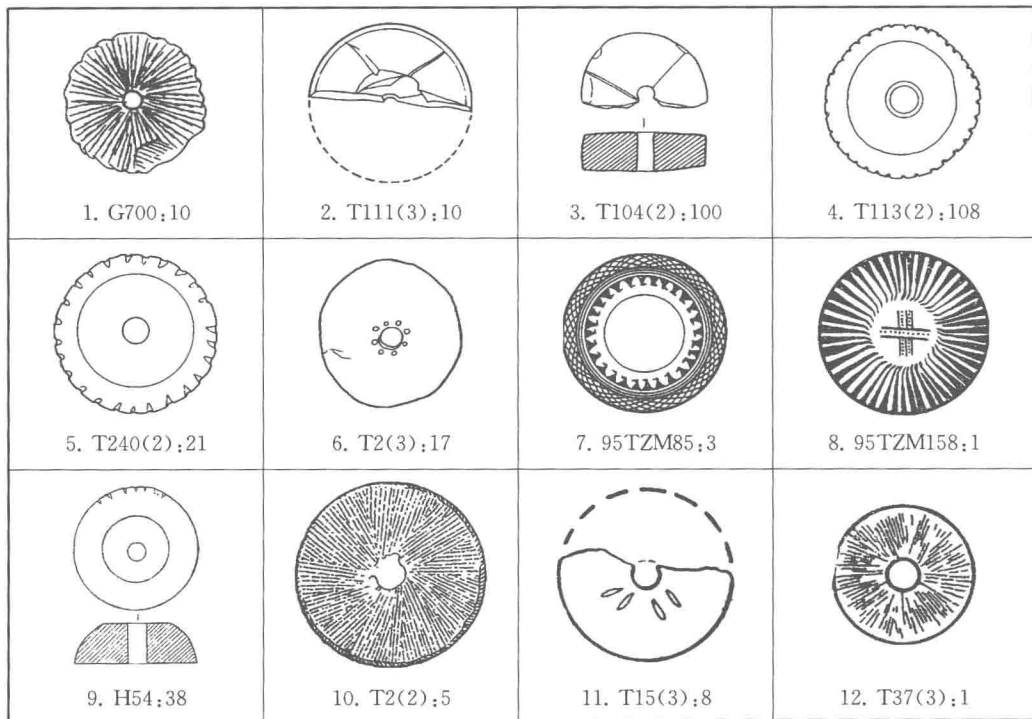 1. G700:10
2. T111(3):10
3. T104(2):100
4. T113(2):108
5. T240(2):21
6. T2(3):17
7. 95TZM85:3
8. 95TZM158:1
9. H54:38
10. T2(2):5
11. T15(3):8
12. T37(3):1